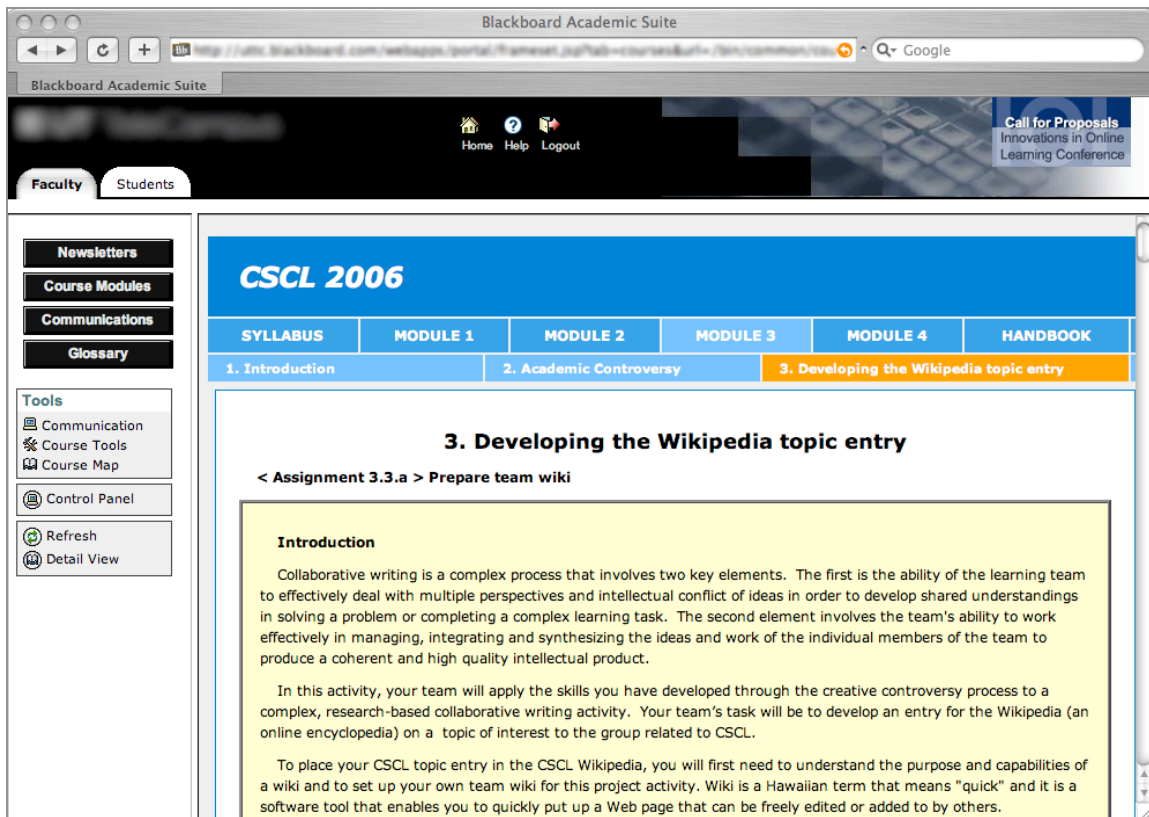 Blackboard Academic Suite
Google
Blackboard Academic Suite
Home Help Logout
Call for Proposals
Innovations in Online
Learning Conference
Faculty Students
Newsletters
Course Modules
Communications
Glossary
Tools
Communication
Course Tools
Course Map
Control Panel
Refresh
Detail View
CSCL 2006
SYLLABUS MODULE 1 MODULE 2 MODULE 3 MODULE 4 HANDBOOK
1. Introduction 2. Academic Controversy 3. Developing the Wikipedia topic entry
3. Developing the Wikipedia topic entry
< Assignment 3.3.a > Prepare team wiki
Introduction
Collaborative writing is a complex process that involves two key elements. The first is the ability of the learning team
to effectively deal with multiple perspectives and intellectual conflict of ideas in order to develop shared understandings
in solving a problem or completing a complex learning task. The second element involves the team's ability to work
effectively in managing, integrating and synthesizing the ideas and work of the individual members of the team to
produce a coherent and high quality intellectual product.
In this activity, your team will apply the skills you have developed through the creative controversy process to a
complex, research-based collaborative writing activity. Your team's task will be to develop an entry for the Wikipedia (an
online encyclopedia) on a topic of interest to the group related to CSCL.
To place your CSCL topic entry in the CSCL Wikipedia, you will first need to understand the purpose and capabilities of
a wiki and to set up your own team wiki for this project activity. Wiki is a Hawaiian term that means "quick" and it is a
software tool that enables you to quickly put up a Web page that can be freely edited or added to by others.